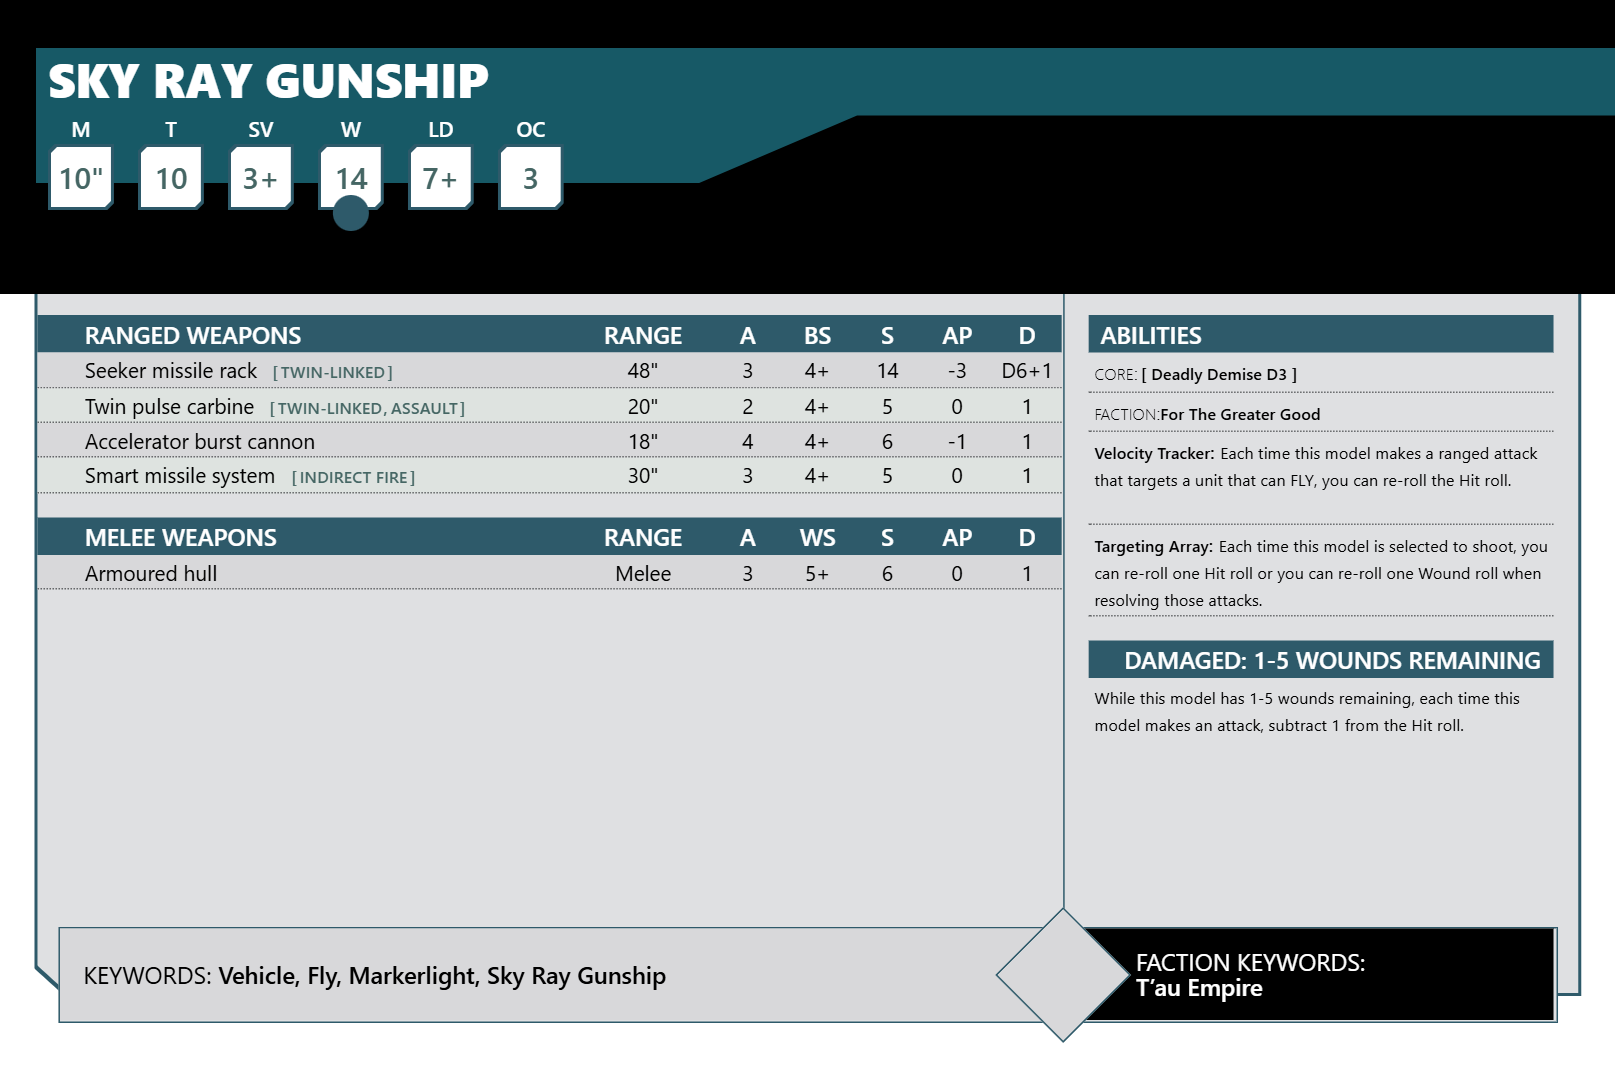 SKY RAY GUNSHIP
M T SV W LD OC
10" 10 3+ 14 7+ 3
RANGED WEAPONS RANGE A BS S AP D
Seeker missile rack [TWIN-LINKED] 48" 3 4+ 14 -3 D6+1
Twin pulse carbine [TWIN-LINKED, ASSAULT] 20" 2 4+ 5 0 1
Accelerator burst cannon 18" 4 4+ 6 -1 1
Smart missile system [INDIRECT FIRE] 30" 3 4+ 5 0 1
MELEE WEAPONS RANGE A WS S AP D
Armoured hull Melee 3 5+ 6 0 1
ABILITIES
CORE: [ Deadly Demise D3 ]
FACTION:For The Greater Good
Velocity Tracker: Each time this model makes a ranged attack
that targets a unit that can FLY, you can re-roll the Hit roll.
Targeting Array: Each time this model is selected to shoot, you
can re-roll one Hit roll or you can re-roll one Wound roll when
resolving those attacks.
DAMAGED: 1-5 WOUNDS REMAINING
While this model has 1-5 wounds remaining, each time this
model makes an attack, subtract 1 from the Hit roll.
KEYWORDS: Vehicle, Fly, Markerlight, Sky Ray Gunship
FACTION KEYWORDS:
T’au Empire